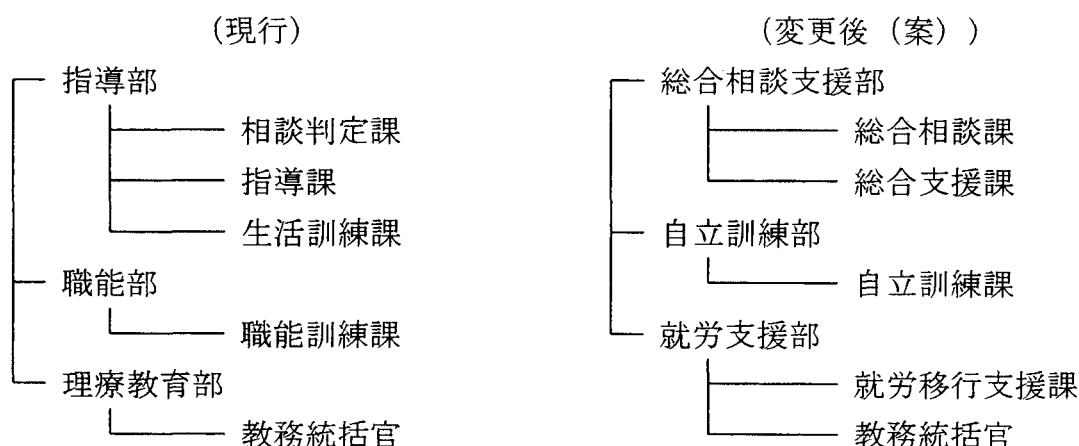 (現行)
指導部
相談判定課
指導課
生活訓練課
職能部
職能訓練課
理療教育部
教務統括官
(変更後(案))
総合相談支援部
総合相談課
総合支援課
自立訓練部
自立訓練課
就労支援部
就労移行支援課
教務統括官